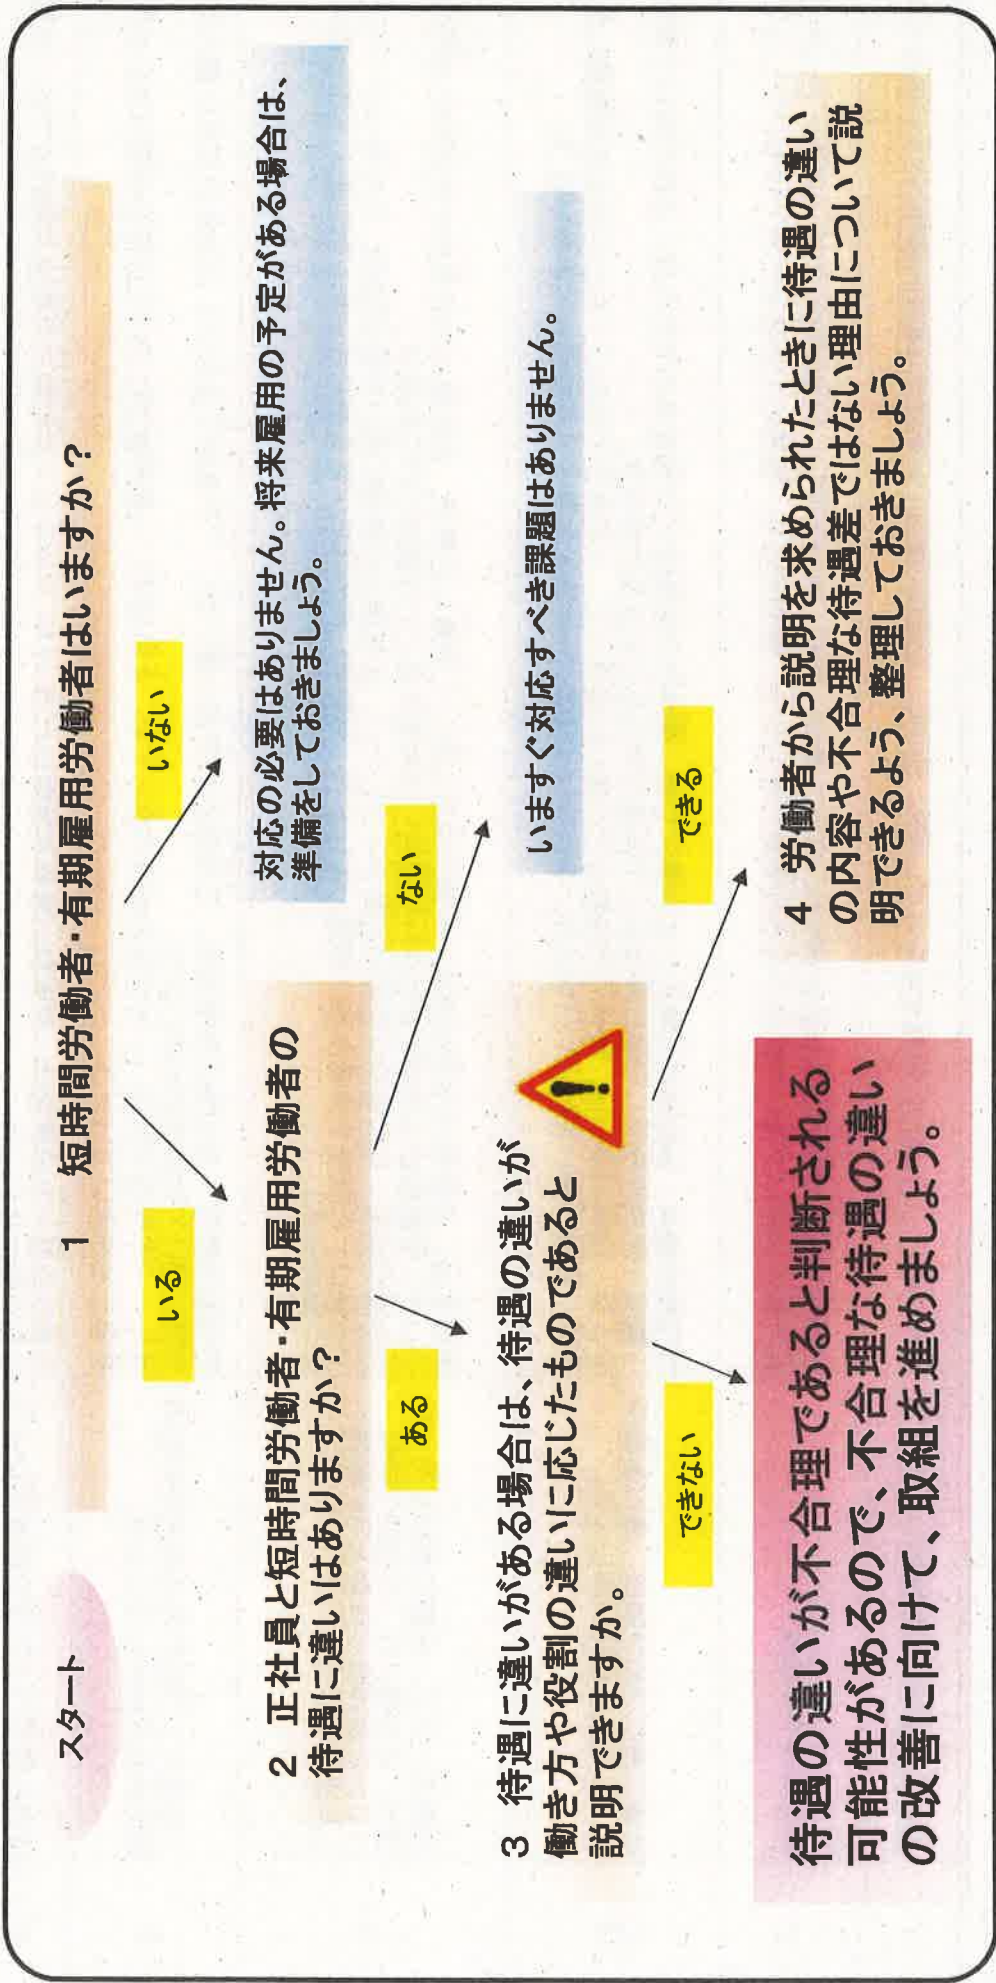 スタート
1 短時間労働者・有期雇用労働者はいますか？
いる
いない
2 正社員と短時間労働者・有期雇用労働者の
待遇に違いはありますか？
対応の必要はありません。将来雇用の予定がある場合は、
準備をしておきましょう。
ある
ない
3 待遇に違いがある場合は、待遇の違いが
働き方や役割の違いに応じたものであると
説明できますか。
いますぐ対応すべき課題はありません。
できない
できる
待遇の違いが不合理であると判断される
可能性があるので、不合理な待遇の違い
の改善に向けて、取組を進めましょう。
4 労働者から説明を求められたときに待遇の違い
の内容や不合理な待遇差ではない理由について説
明できるよう、整理しておきましょう。